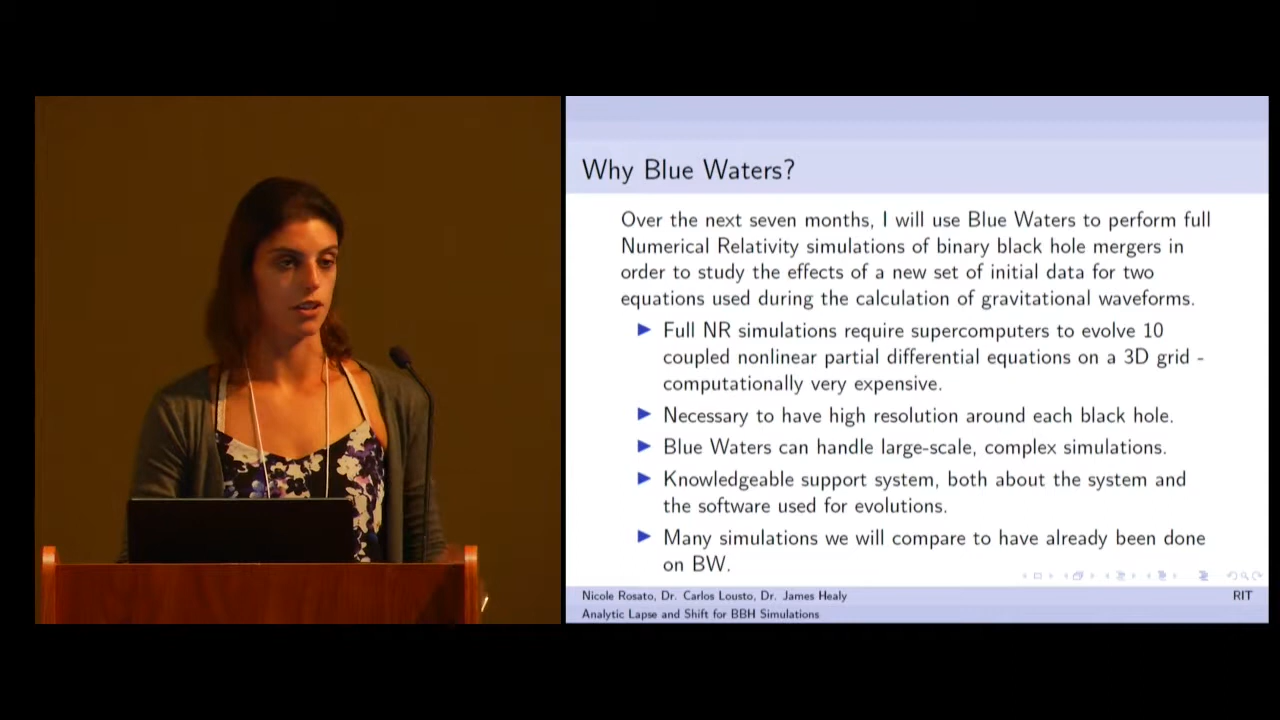 Why Blue Waters?
Over the next seven months, I will use Blue Waters to perform full
Numerical Relativity simulations of binary black hole mergers in
order to study the effects of a new set of initial data for two
equations used during the calculation of gravitational waveforms.
Full NR simulations require supercomputers to evolve 10
coupled nonlinear partial differential equations on a 3D grid -
computationally very expensive.
Necessary to have high resolution around each black hole.
Blue Waters can handle large-scale, complex simulations.
Knowledgeable support system, both about the system and
the software used for evolutions.
Many simulations we will compare to have already been done
on BW.
Nicole Rosato, Dr. Carlos Lousto, Dr. James Healy
RIT
Analytic Lapse and Shift for BBH Simulations